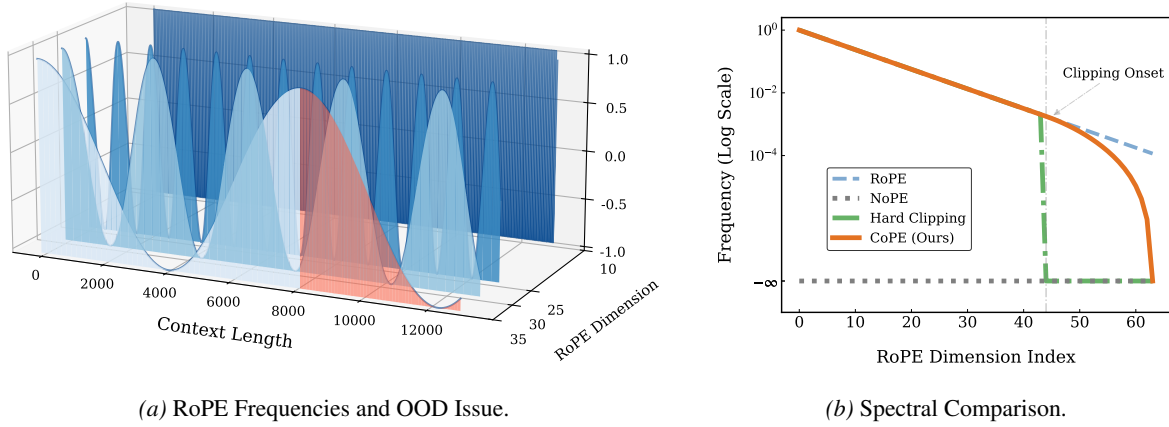 1.0
0.5
0.0
-0.5
-1.0
10
25
30
35
RoPE Dimension
0
2000
4000
6000
8000
10000
12000
Context Length
(a) RoPE Frequencies and OOD Issue.
Frequency (Log Scale)
10⁰
10⁻²
10⁻⁴
−∞
Clipping Onset
RoPE
NoPE
Hard Clipping
CoPE (Ours)
0
10
20
30
40
50
60
RoPE Dimension Index
(b) Spectral Comparison.